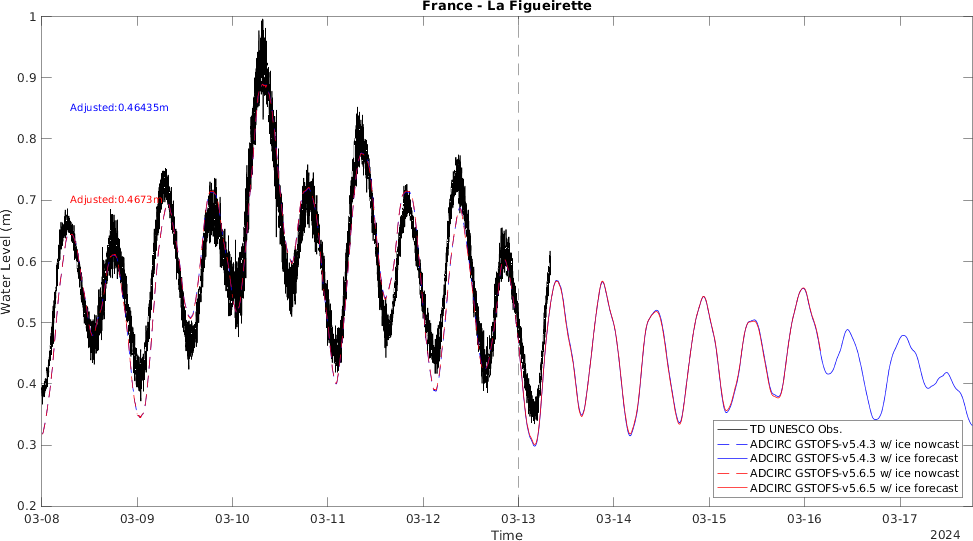 France - La Figueirette
1
0.9
0.8
0.7
0.6
0.5
0.4
0.3
0.2
Water Level (m)
Adjusted:0.46435m
Adjusted:0.4673m
TD UNESCO Obs.
ADCIRC GSTOFS-v5.4.3 w/ ice nowcast
ADCIRC GSTOFS-v5.4.3 w/ ice forecast
ADCIRC GSTOFS-v5.6.5 w/ ice nowcast
ADCIRC GSTOFS-v5.6.5 w/ ice forecast
03-08 03-09 03-10 03-11 03-12 03-13 03-14 03-15 03-16 03-17
Time
2024